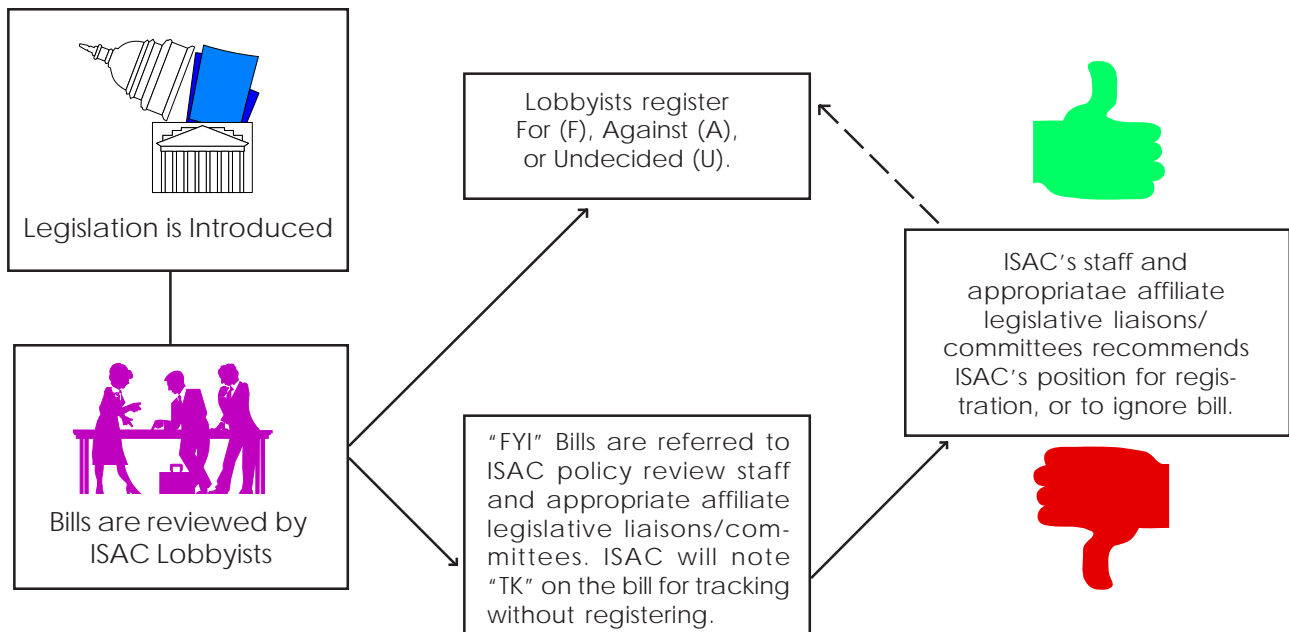 Legislation is Introduced
Bills are reviewed by
ISAC Lobbyists
Lobbyists register
For (F), Against (A),
or Undecided (U).
“FYI” Bills are referred to
ISAC policy review staff
and appropriate affiliate
legislative liaisons/com-
mittees. ISAC will note
“TK” on the bill for tracking
without registering.
ISAC’s staff and
appropriatae affiliate
legislative liaisons/
committees recommends
ISAC’s position for regis-
tration, or to ignore bill.